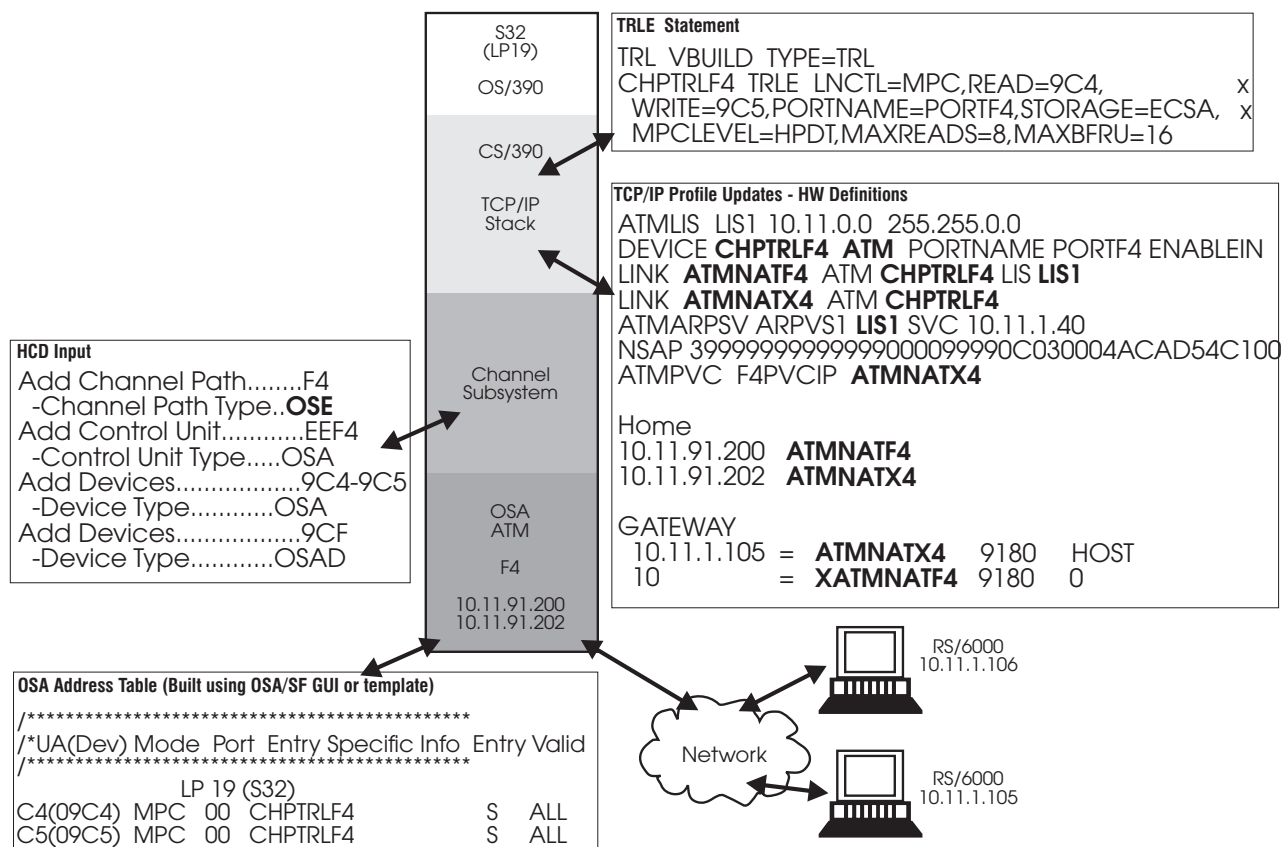 S32
(LP19)
OS/390
CS/390
TCP/IP
Stack
Channel
Subsystem
OSA
ATM
F4
10.11.91.200
10.11.91.202
TRLE Statement
TRL VBUILD TYPE=TRL
CHPTRLF4 TRLE LNCTL=MPC,READ=9C4, x
WRITE=9C5,PORTNAME=PORTF4,STORAGE=ECSA, x
MPCLEVEL=HPDT,MAXREADS=8,MAXBFRU=16
TCP/IP Profile Updates - HW Definitions
ATMLIS LIS1 10.11.0.0 255.255.0.0
DEVICE CHPTRLF4 ATM PORTNAME PORTF4 ENABLEIN
LINK ATMNATF4 ATM CHPTRLF4 LIS LIS1
LINK ATMNATX4 ATM CHPTRLF4
ATMARPSV ARPVS1 LIS1 SVC 10.11.1.40
NSAP 39999999999999000099990C030004ACAD54C100
ATMPVC F4PVCIP ATMNATX4
Home
10.11.91.200 ATMNATF4
10.11.91.202 ATMNATX4
GATEWAY
10.11.1.105 = ATMNATX4 9180 HOST
10 = XATMNATF4 9180 0
HCD Input
Add Channel Path........F4
-Channel Path Type..OSE
Add Control Unit............EEF4
-Control Unit Type.....OSA
Add Devices..................9C4-9C5
-Device Type............OSA
Add Devices..................9CF
-Device Type............OSAD
OSA Address Table (Built using OSA/SF GUI or template)
/**********************************************
/*UA(Dev) Mode Port Entry Specific Info Entry Valid
/**********************************************
LP 19 (S32)
C4(09C4) MPC 00 CHPTRLF4 S ALL
C5(09C5) MPC 00 CHPTRLF4 S ALL
Network
RS/6000
10.11.1.106
RS/6000
10.11.1.105